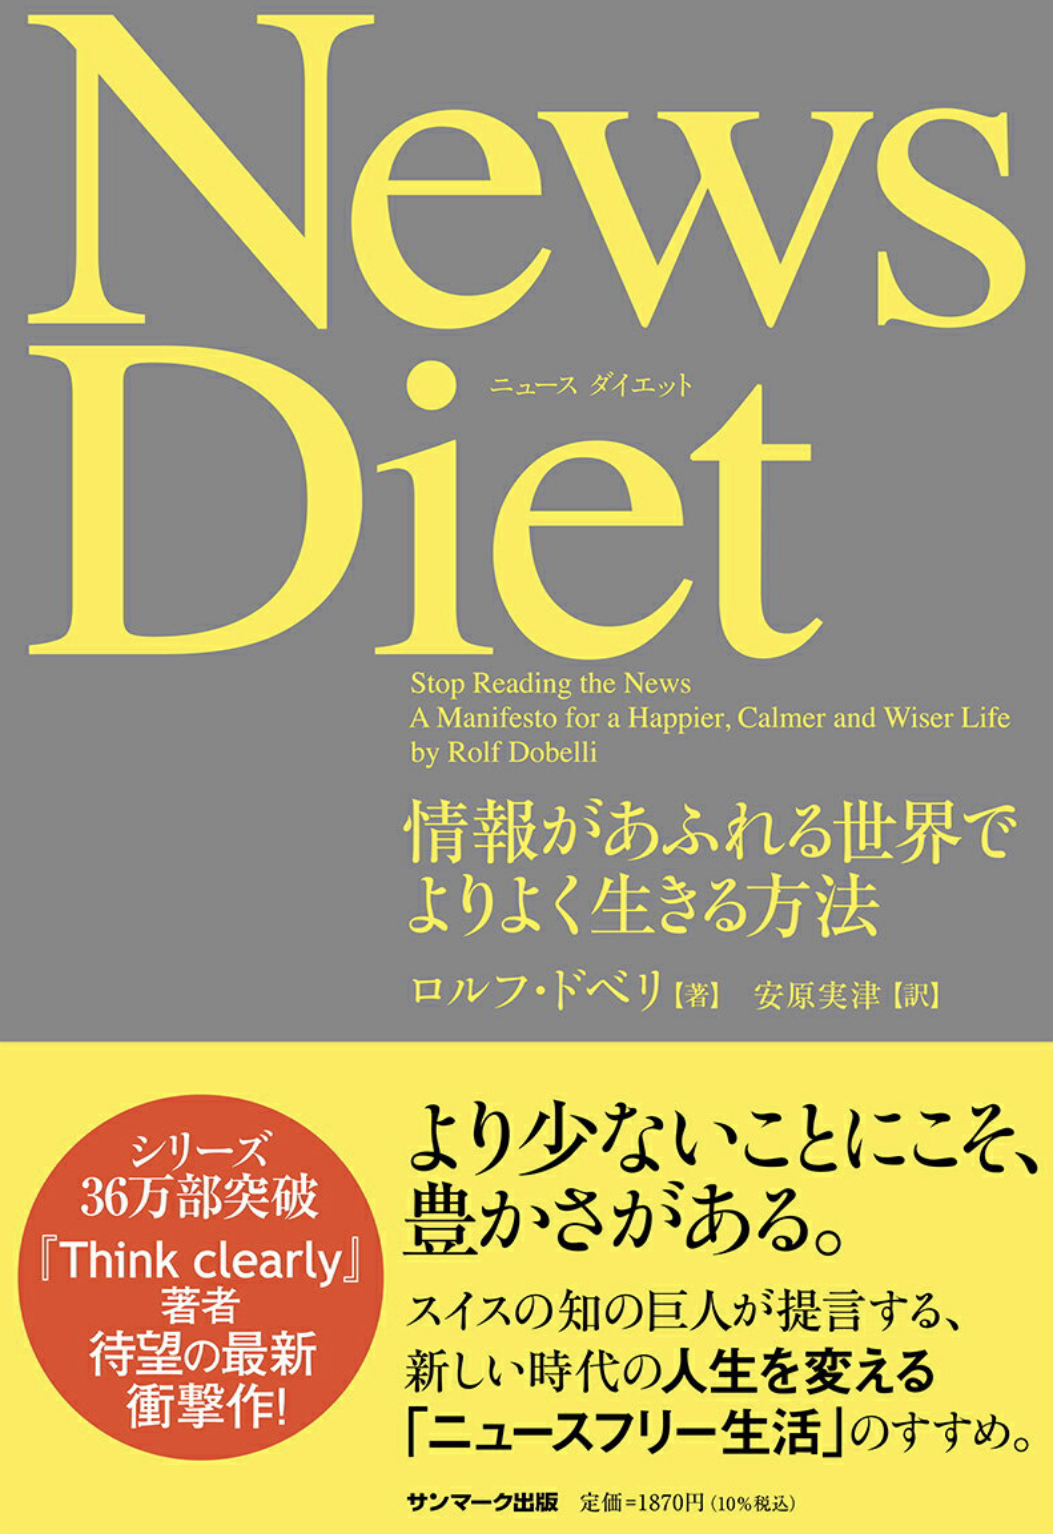 News
Diet
ニュース ダイエット
Stop Reading the News
A Manifesto for a Happier, Calmer and Wiser Life
by Rolf Dobelli
情報があふれる世界で
よりよく生きる方法
ロルフ・ドベリ【著】 安原実津【訳】
シリーズ
36万部突破
『Think clearly』
著者
待望の最新
衝撃作!
より少ないことにこそ、
豊かさがある。
スイスの知の巨人が提言する、
新しい時代の人生を変える
「ニュースフリー生活」のすすめ。
サンマーク出版 定価=1870円(10%税込)